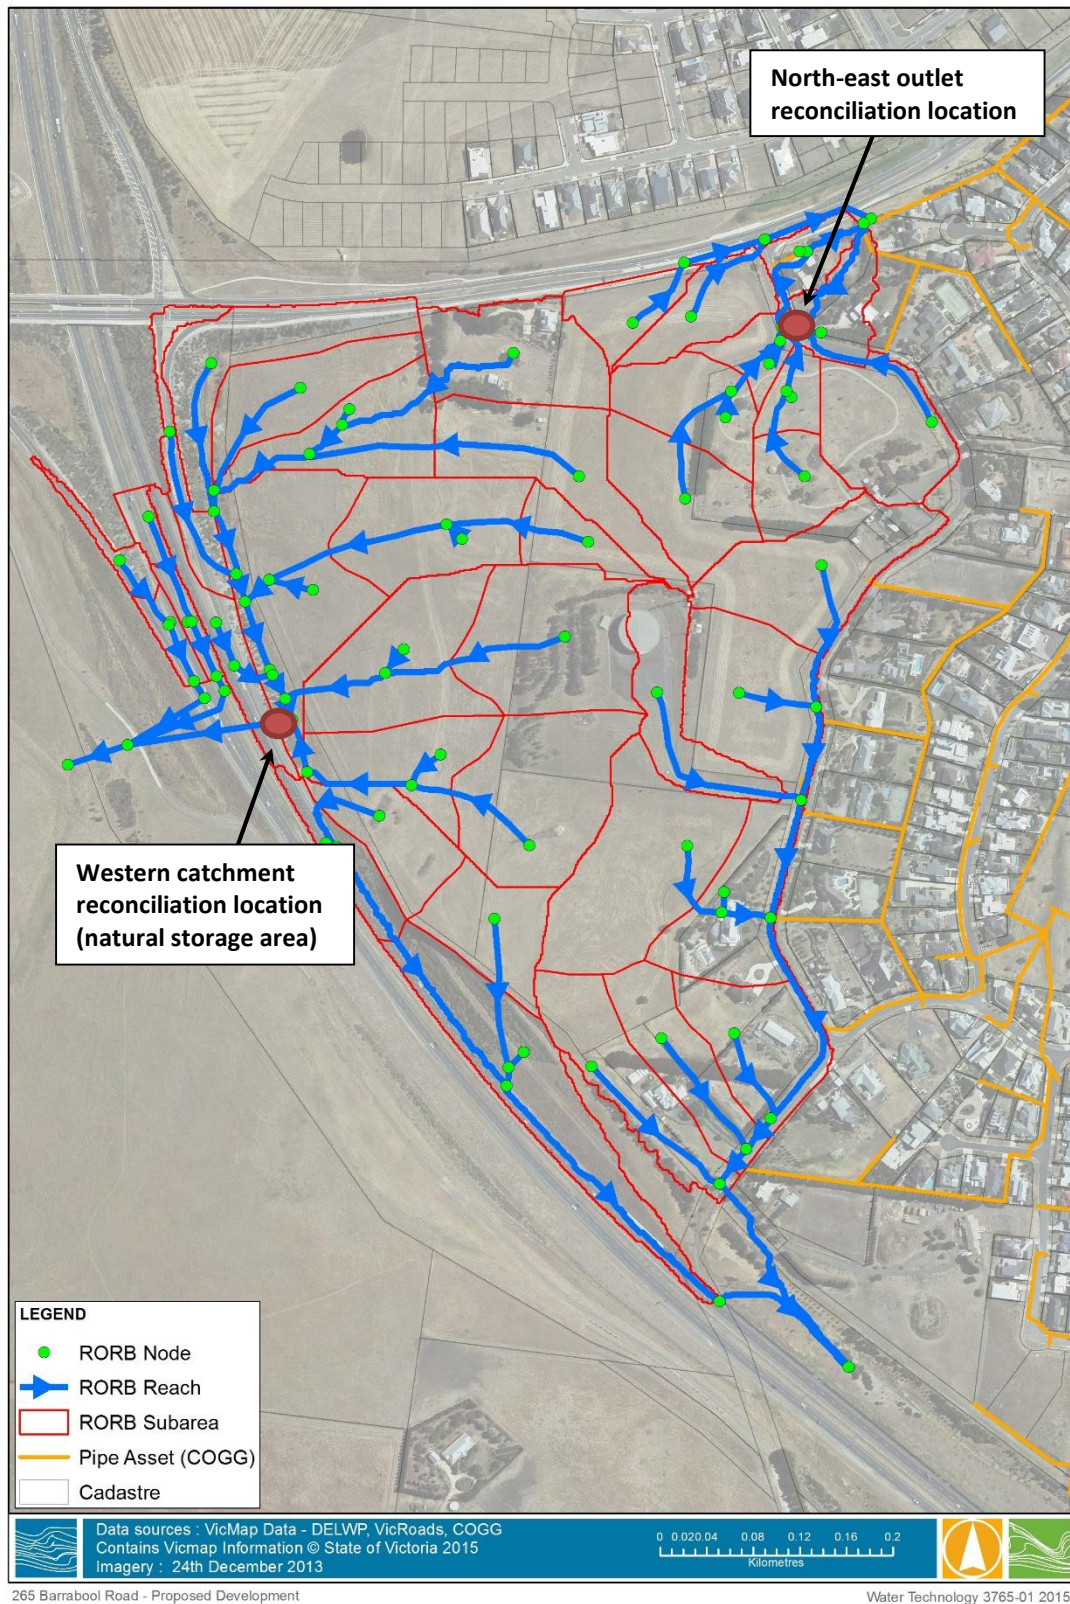 North-east outlet
reconciliation location
Western catchment
reconciliation location
(natural storage area)
LEGEND
RORB Node
RORB Reach
RORB Subarea
Pipe Asset (COGG)
Cadastre
Data sources : VicMap Data - DELWP, VicRoads, COGG
Contains Vicmap Information © State of Victoria 2015
Imagery : 24th December 2013
0 0.020.04 0.08 0.12 0.16 0.2
Kilometres
265 Barrabool Road - Proposed Development
Water Technology 3765-01 2015